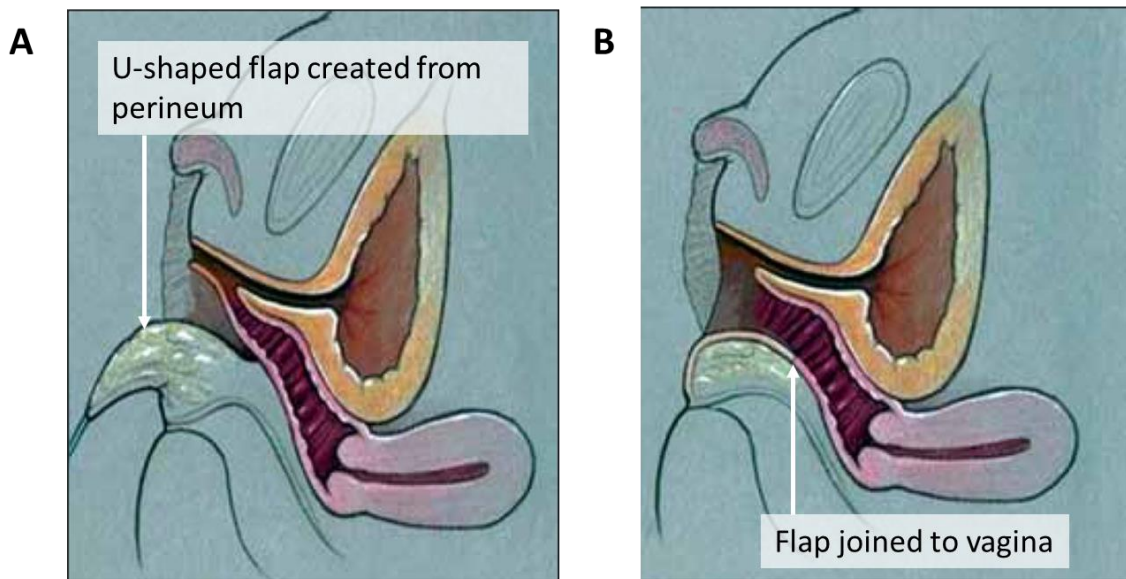 A
U-shaped flap created from
perineum
B
Flap joined to vagina